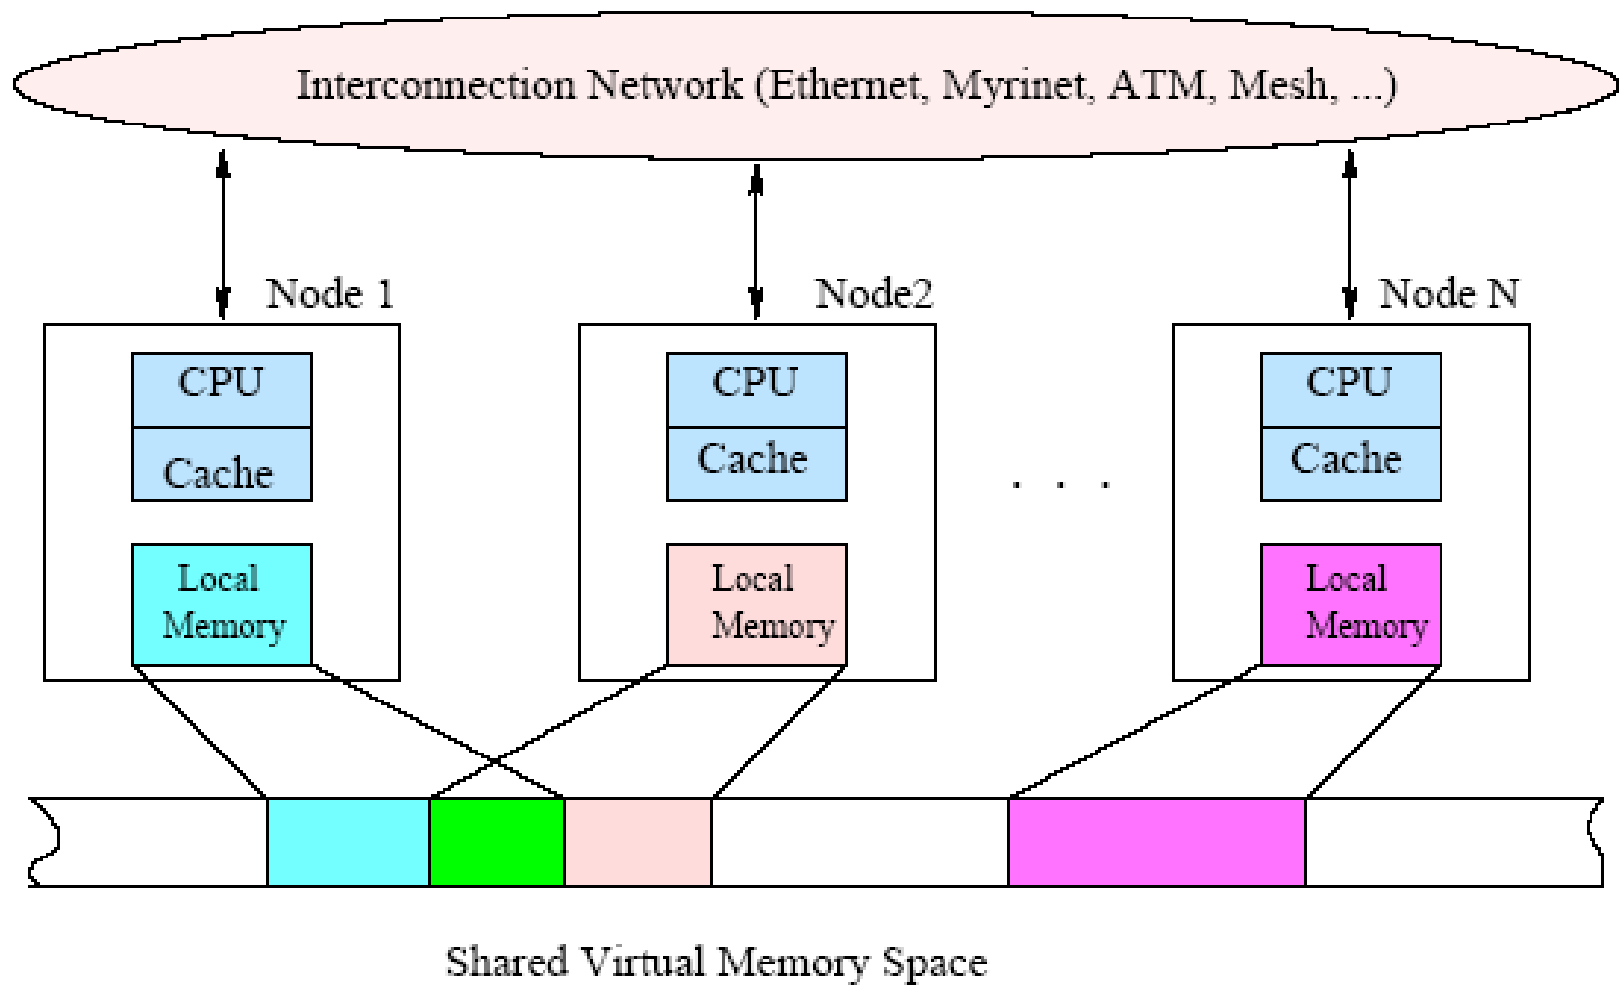 Interconnection Network (Ethernet, Myrinet, ATM, Mesh, ...)
Node 1
Node2
Node N
CPU
Cache
Local
Memory
CPU
Cache
Local
Memory
. . .
CPU
Cache
Local
Memory
Shared Virtual Memory Space